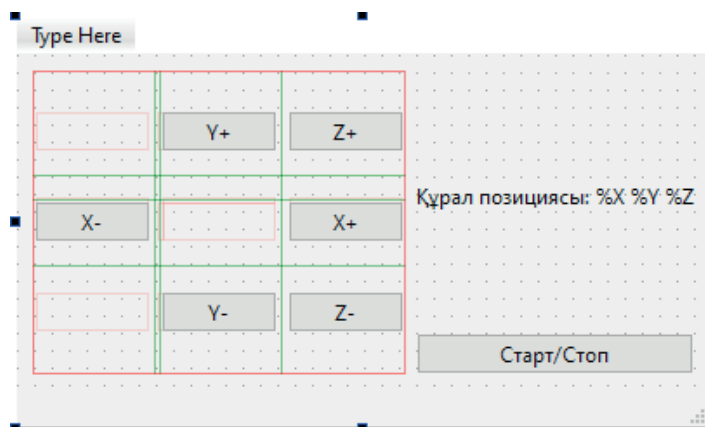 Type Here
Y+ Z+
Құрал позициясы: %X %Y %Z
X- X+
Y- Z-
Старт/Стоп